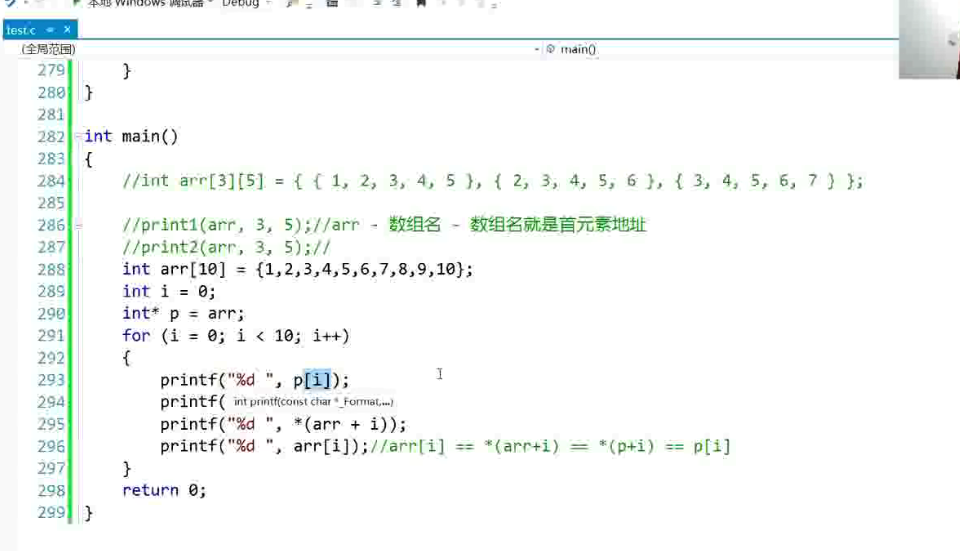 本地 Windows 调试器 Debug
test.c
(全局范围) main()
279 }
280 }
281
282 int main()
283 {
284 //int arr[3][5] = { { 1, 2, 3, 4, 5 }, { 2, 3, 4, 5, 6 }, { 3, 4, 5, 6, 7 } };
285
286 //print1(arr, 3, 5);//arr - 数组名 - 数组名就是首元素地址
287 //print2(arr, 3, 5);//
288 int arr[10] = {1,2,3,4,5,6,7,8,9,10};
289 int i = 0;
290 int* p = arr;
291 for (i = 0; i < 10; i++)
292 {
293 printf("%d ", p[i]);
294 printf( int printf(const char *_Format,...)
295 printf("%d ", *(arr + i));
296 printf("%d ", arr[i]);//arr[i] == *(arr+i) == *(p+i) == p[i]
297 }
298 return 0;
299 }